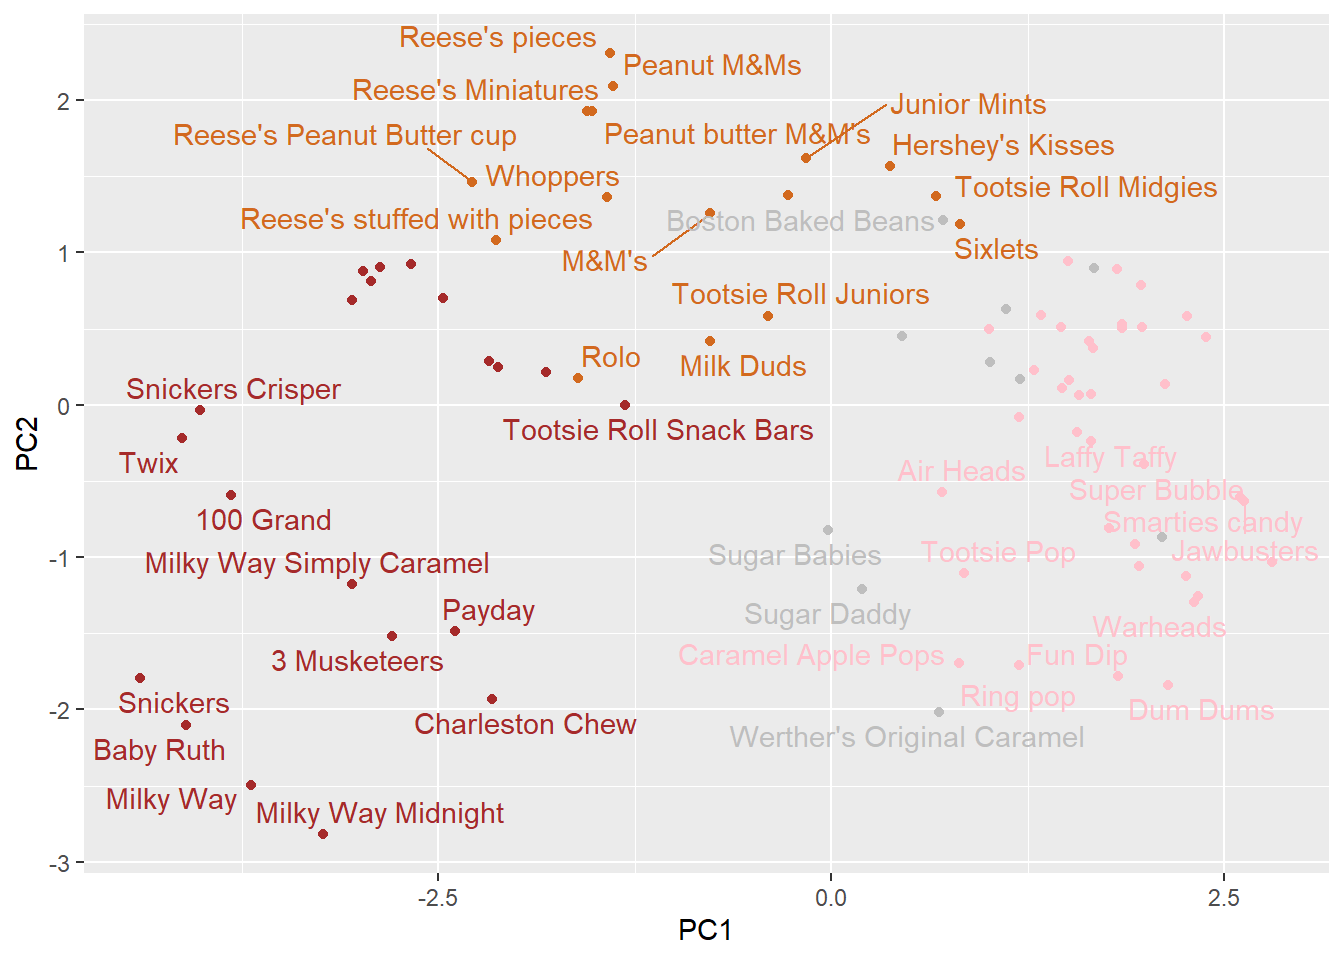 Reese's pieces
Peanut M&Ms
Reese's Miniatures
Junior Mints
Peanut butter M&M's
Reese's Peanut Butter cup
Hershey's Kisses
Whoppers
Tootsie Roll Midgies
Reese's stuffed with pieces
Boston Baked Beans
Sixlets
M&M's
Tootsie Roll Juniors
Rolo
Milk Duds
Snickers Crisper
Tootsie Roll Snack Bars
Twix
Laffy Taffy
Air Heads
Super Bubble
100 Grand
Smarties candy
Jawbusters
Tootsie Pop
Sugar Babies
Milky Way Simply Caramel
Payday
Sugar Daddy
Warheads
3 Musketeers
Caramel Apple Pops
Fun Dip
Ring pop
Snickers
Dum Dums
Charleston Chew
Werther's Original Caramel
Baby Ruth
Milky Way
Milky Way Midnight
2
1
0
-1
-2
-3
PC2
-2.5
0.0
2.5
PC1